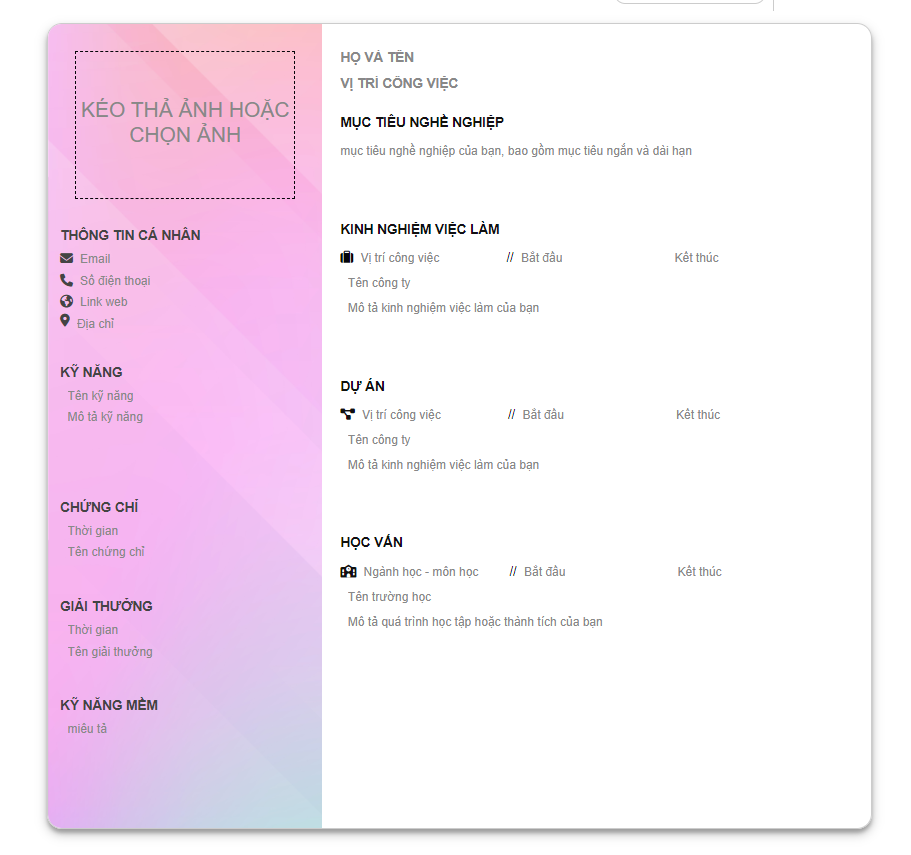 KÉO THẢ ẢNH HOẶC
CHỌN ẢNH
THÔNG TIN CÁ NHÂN
Email
Số điện thoại
Link web
Địa chỉ
KỸ NĂNG
Tên kỹ năng
Mô tả kỹ năng
CHỨNG CHỈ
Thời gian
Tên chứng chỉ
GIẢI THƯỞNG
Thời gian
Tên giải thưởng
KỸ NĂNG MỀM
miêu tả
HỌ VÀ TÊN
VỊ TRÍ CÔNG VIỆC
MỤC TIÊU NGHỀ NGHIỆP
mục tiêu nghề nghiệp của bạn, bao gồm mục tiêu ngắn và dài hạn
KINH NGHIỆM VIỆC LÀM
Vị trí công việc // Bắt đầu Kết thúc
Tên công ty
Mô tả kinh nghiệm việc làm của bạn
DỰ ÁN
Vị trí công việc // Bắt đầu Kết thúc
Tên công ty
Mô tả kinh nghiệm việc làm của bạn
HỌC VẤN
Ngành học - môn học // Bắt đầu Kết thúc
Tên trường học
Mô tả quá trình học tập hoặc thành tích của bạn